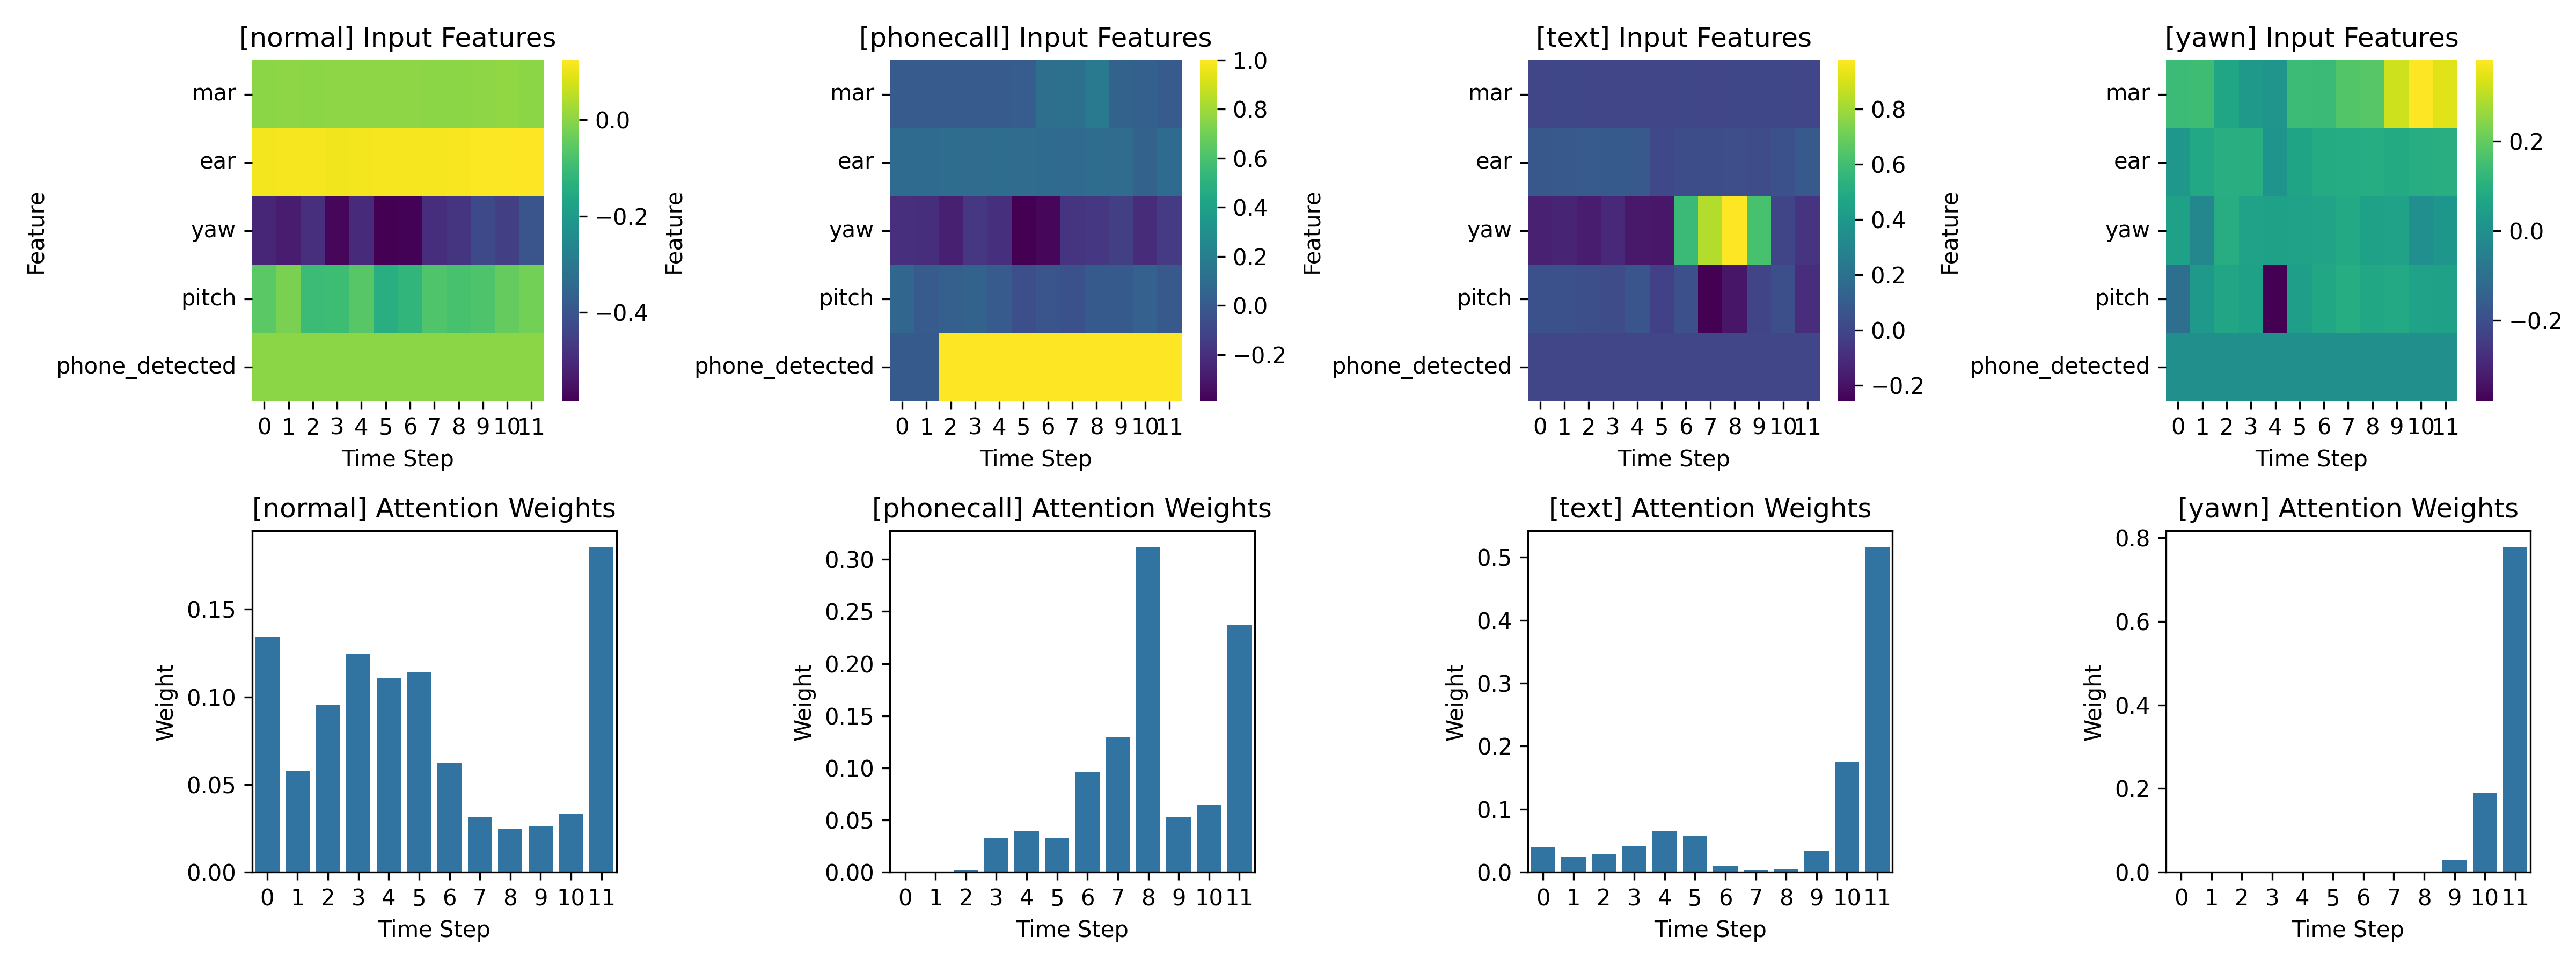 [normal] Input Features
[phonecall] Input Features
[text] Input Features
[yawn] Input Features
Feature
mar
ear
yaw
pitch
phone_detected
0 1 2 3 4 5 6 7 8 9 10 11
Time Step
0.0
−0.2
−0.4
Feature
mar
ear
yaw
pitch
phone_detected
0 1 2 3 4 5 6 7 8 9 10 11
Time Step
1.0
0.8
0.6
0.4
0.2
0.0
−0.2
Feature
mar
ear
yaw
pitch
phone_detected
0 1 2 3 4 5 6 7 8 9 10 11
Time Step
0.8
0.6
0.4
0.2
0.0
−0.2
Feature
mar
ear
yaw
pitch
phone_detected
0 1 2 3 4 5 6 7 8 9 10 11
Time Step
0.2
0.0
−0.2
[normal] Attention Weights
Weight
0.15
0.10
0.05
0.00
0 1 2 3 4 5 6 7 8 9 10 11
Time Step
[phonecall] Attention Weights
Weight
0.30
0.25
0.20
0.15
0.10
0.05
0.00
0 1 2 3 4 5 6 7 8 9 10 11
Time Step
[text] Attention Weights
Weight
0.5
0.4
0.3
0.2
0.1
0.0
0 1 2 3 4 5 6 7 8 9 10 11
Time Step
[yawn] Attention Weights
Weight
0.8
0.6
0.4
0.2
0.0
0 1 2 3 4 5 6 7 8 9 10 11
Time Step